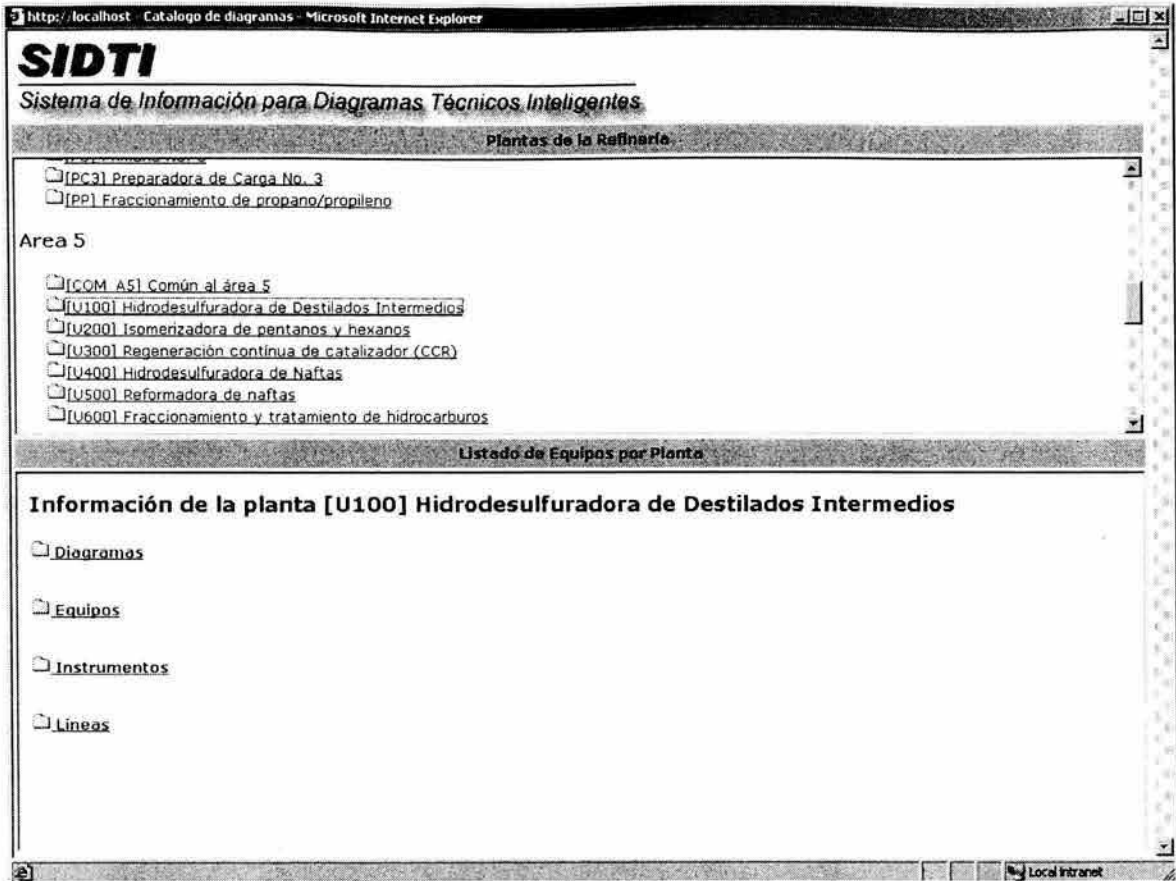 http://localhost - Catalogo de diagramas - Microsoft Internet Explorer
SIDTI
Sistema de Información para Diagramas Técnicos Inteligentes
Plantas de la Refinería
[PC3] Preparadora de Carga No. 3
[PP] Fraccionamiento de propano/propileno
Area 5
[COM_A5] Común al área 5
[U100] Hidrodesulfuradora de Destilados Intermedios
[U200] Isomerizadora de pentanos y hexanos
[U300] Regeneración contínua de catalizador (CCR)
[U400] Hidrodesulfuradora de Naftas
[U500] Reformadora de naftas
[U600] Fraccionamiento y tratamiento de hidrocarburos
Listado de Equipos por Planta
Información de la planta [U100] Hidrodesulfuradora de Destilados Intermedios
Diagramas
Equipos
Instrumentos
Líneas
Local intranet